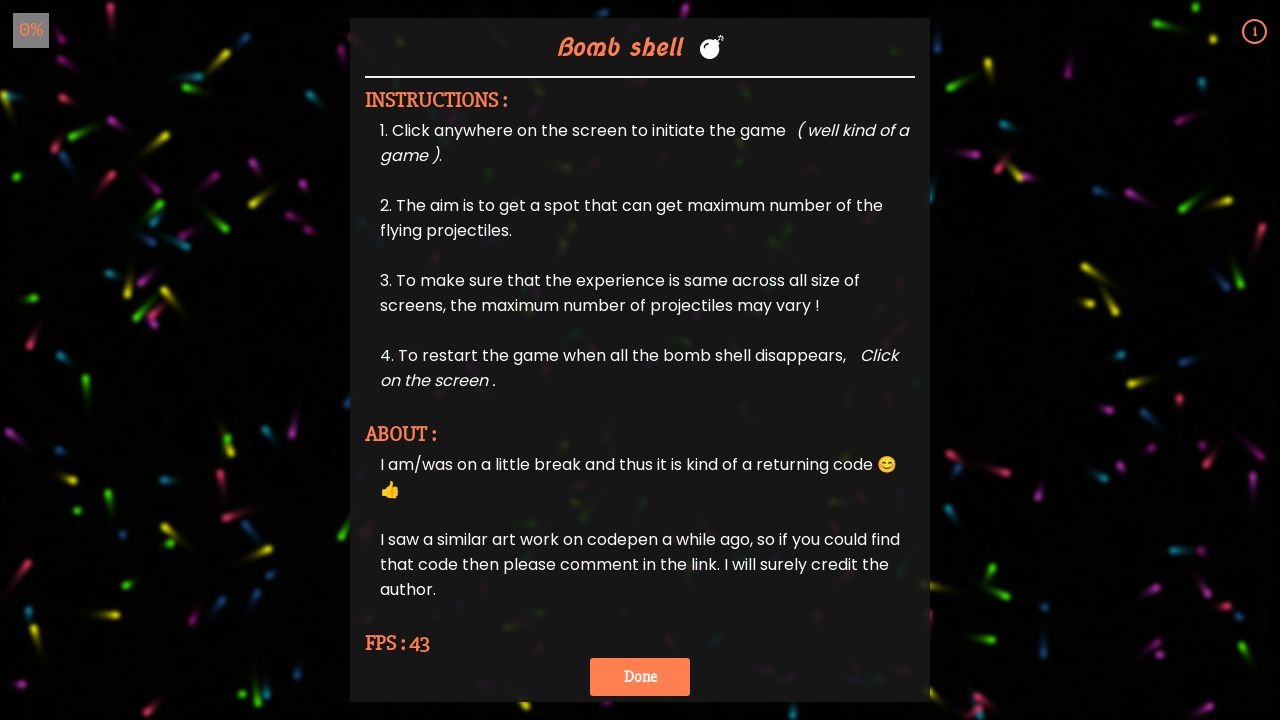 0%
i
Bomb shell 💣
INSTRUCTIONS :
1. Click anywhere on the screen to initiate the game ( well kind of a
game ).
2. The aim is to get a spot that can get maximum number of the
flying projectiles.
3. To make sure that the experience is same across all size of
screens, the maximum number of projectiles may vary !
4. To restart the game when all the bomb shell disappears, Click
on the screen .
ABOUT :
I am/was on a little break and thus it is kind of a returning code 😊
👍
I saw a similar art work on codepen a while ago, so if you could find
that code then please comment in the link. I will surely credit the
author.
FPS : 43
Done